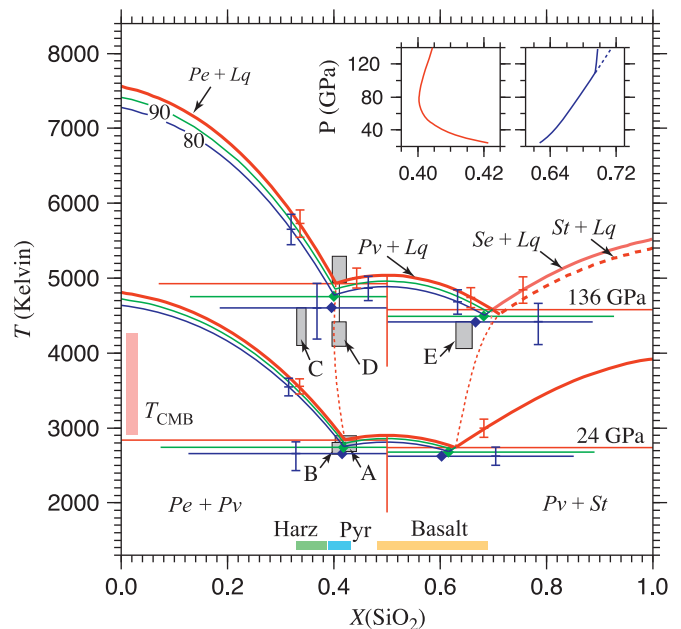 8000
7000
6000
5000
4000
3000
2000
T (Kelvin)
Pe + Lq
90
80
P (GPa)
120
80
40
0.40 0.42
0.64 0.72
Pv + Lq
Se + Lq
St + Lq
136 GPa
C
D
E
TCMB
24 GPa
B
A
Pe + Pv
Pv + St
Harz
Pyr
Basalt
0.0 0.2 0.4 0.6 0.8 1.0
X(SiO2)